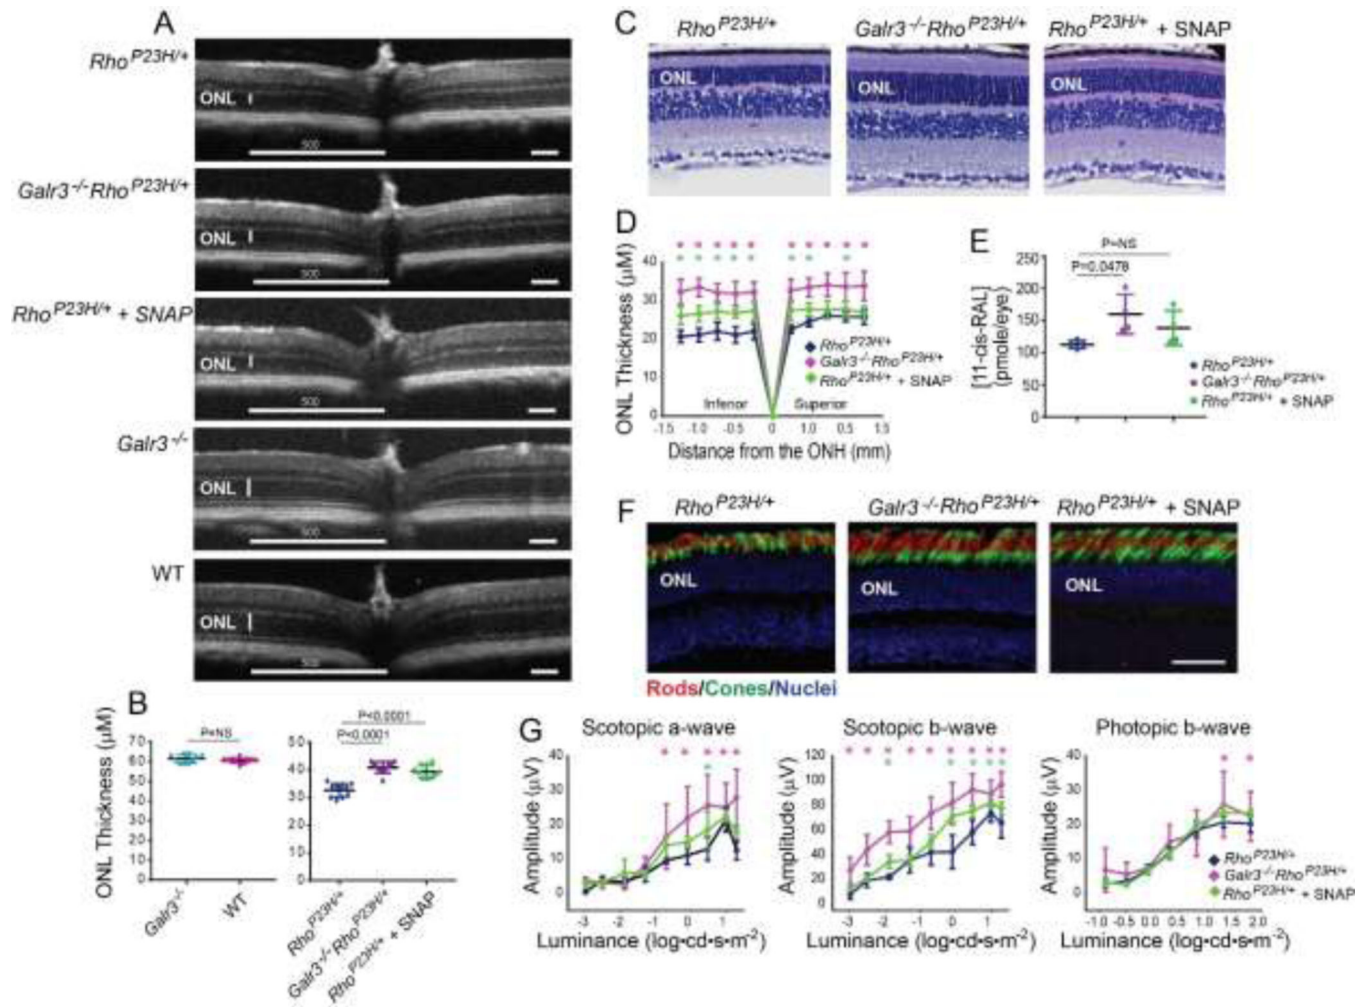 A
Rho^P23H/+
ONL
500
Galr3^-/-Rho^P23H/+
ONL
500
Rho^P23H/+ + SNAP
ONL
500
Galr3^-/-
ONL
500
WT
ONL
500
B
ONL Thickness (μM)
P=NS
70
60
50
40
30
20
10
0
Galr3^-/-
WT
P<0.0001
P<0.0001
50
40
30
20
10
0
Rho^P23H/+
Galr3^-/-Rho^P23H/+
Rho^P23H/+ + SNAP
C
Rho^P23H/+
Galr3^-/-Rho^P23H/+
Rho^P23H/+ + SNAP
ONL
ONL
ONL
D
ONL Thickness (μM)
40
30
20
10
0
Inferior
Superior
Rho^P23H/+
Galr3^-/-Rho^P23H/+
Rho^P23H/+ + SNAP
-1.5 -1.0 -0.5 0 0.5 1.0 1.5
Distance from the ONH (mm)
E
P=NS
P=0.0478
[11-cis-RAL]
(pmole/eye)
250
200
150
100
50
0
Rho^P23H/+
Galr3^-/-Rho^P23H/+
Rho^P23H/+ + SNAP
F
Rho^P23H/+
Galr3^-/-Rho^P23H/+
Rho^P23H/+ + SNAP
ONL
ONL
ONL
Rods/Cones/Nuclei
G
Scotopic a-wave
Amplitude (μV)
40
20
0
-3 -2 -1 0 1
Luminance (log•cd•s•m^-2)
Scotopic b-wave
Amplitude (μV)
120
100
80
60
40
20
0
-3 -2 -1 0 1
Luminance (log•cd•s•m^-2)
Photopic b-wave
Amplitude (μV)
40
20
0
-1.0 -0.5 0.0 0.5 1.0 1.5 2.0
Luminance (log•cd•s•m^-2)
Rho^P23H/+
Galr3^-/-Rho^P23H/+
Rho^P23H/+ + SNAP